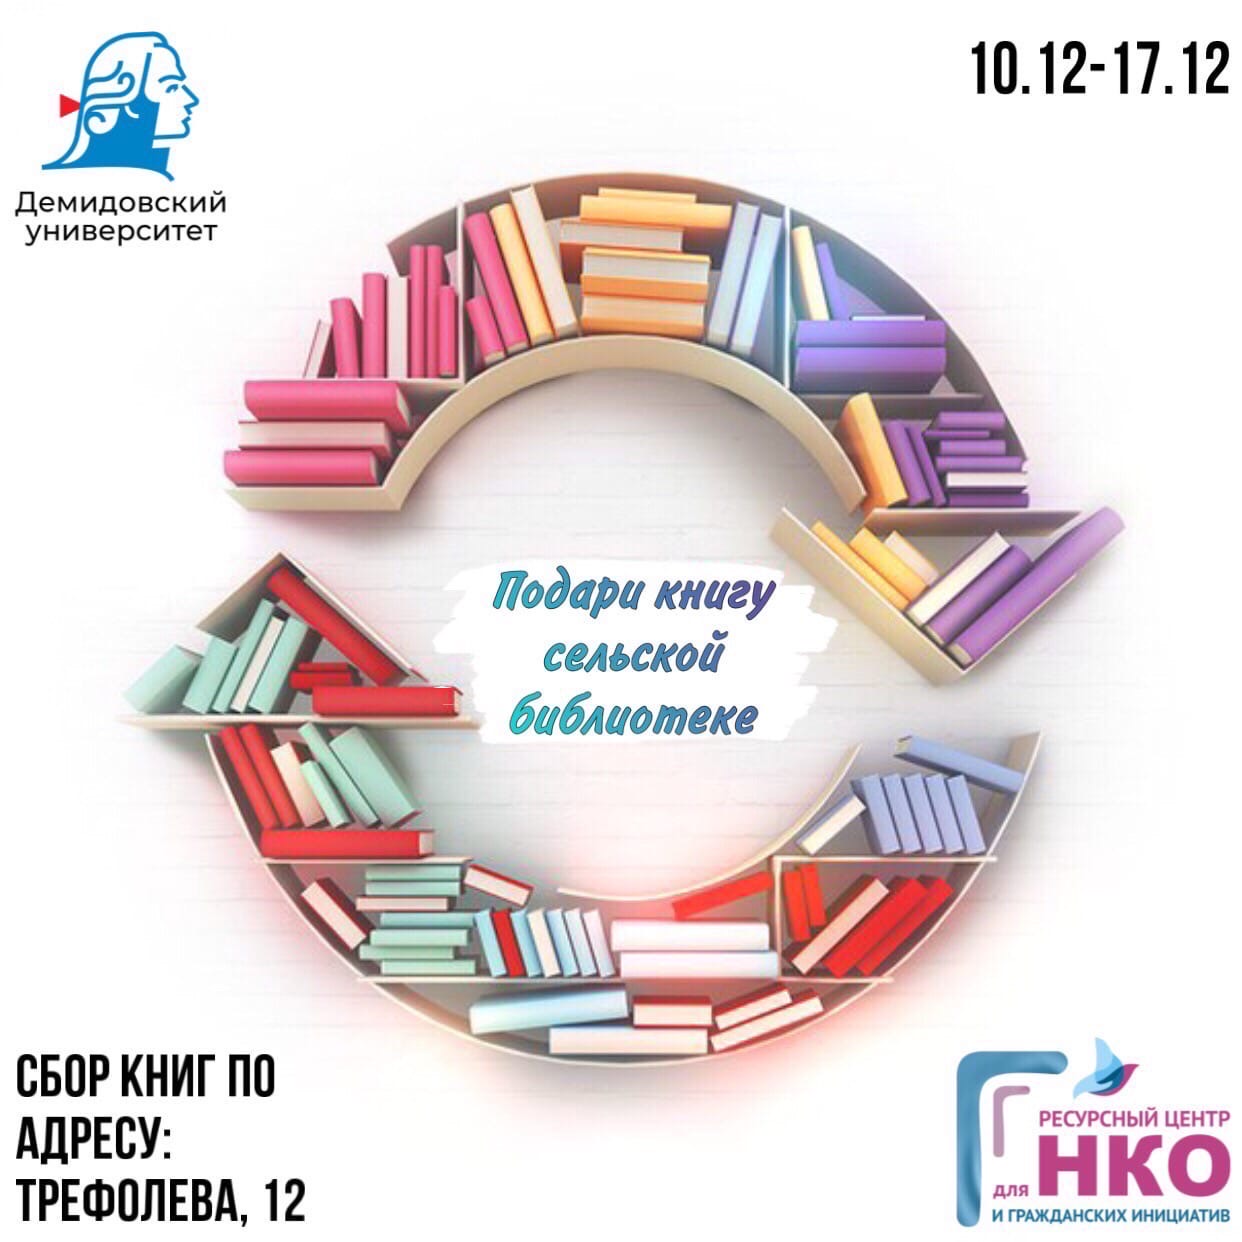 Демидовский
университет
10.12-17.12
Подари книгу
сельской
библиотеке
СБОР КНИГ ПО
АДРЕСУ:
ТРЕФОЛЕВА, 12
РЕСУРСНЫЙ ЦЕНТР
для НКО
И ГРАЖДАНСКИХ ИНИЦИАТИВ